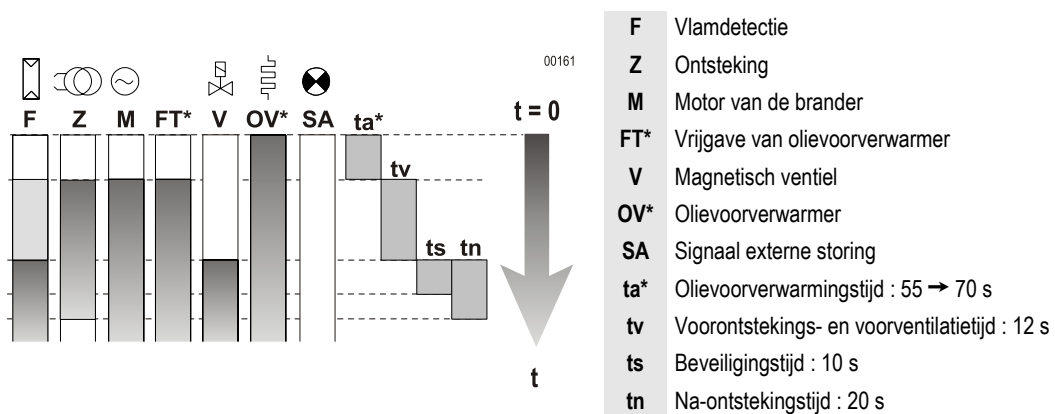 00161
F Z M FT* V OV* SA ta* t = 0
tv
ts tn
t
F Vlamdetectie
Z Ontsteking
M Motor van de brander
FT* Vrijgave van olievoorverwarmer
V Magnetisch ventiel
OV* Olievoorverwarmer
SA Signaal externe storing
ta* Olievoorverwarmingstijd : 55 → 70 s
tv Voorontstekings- en voorventilatietijd : 12 s
ts Beveiligingstijd : 10 s
tn Na-ontstekingstijd : 20 s